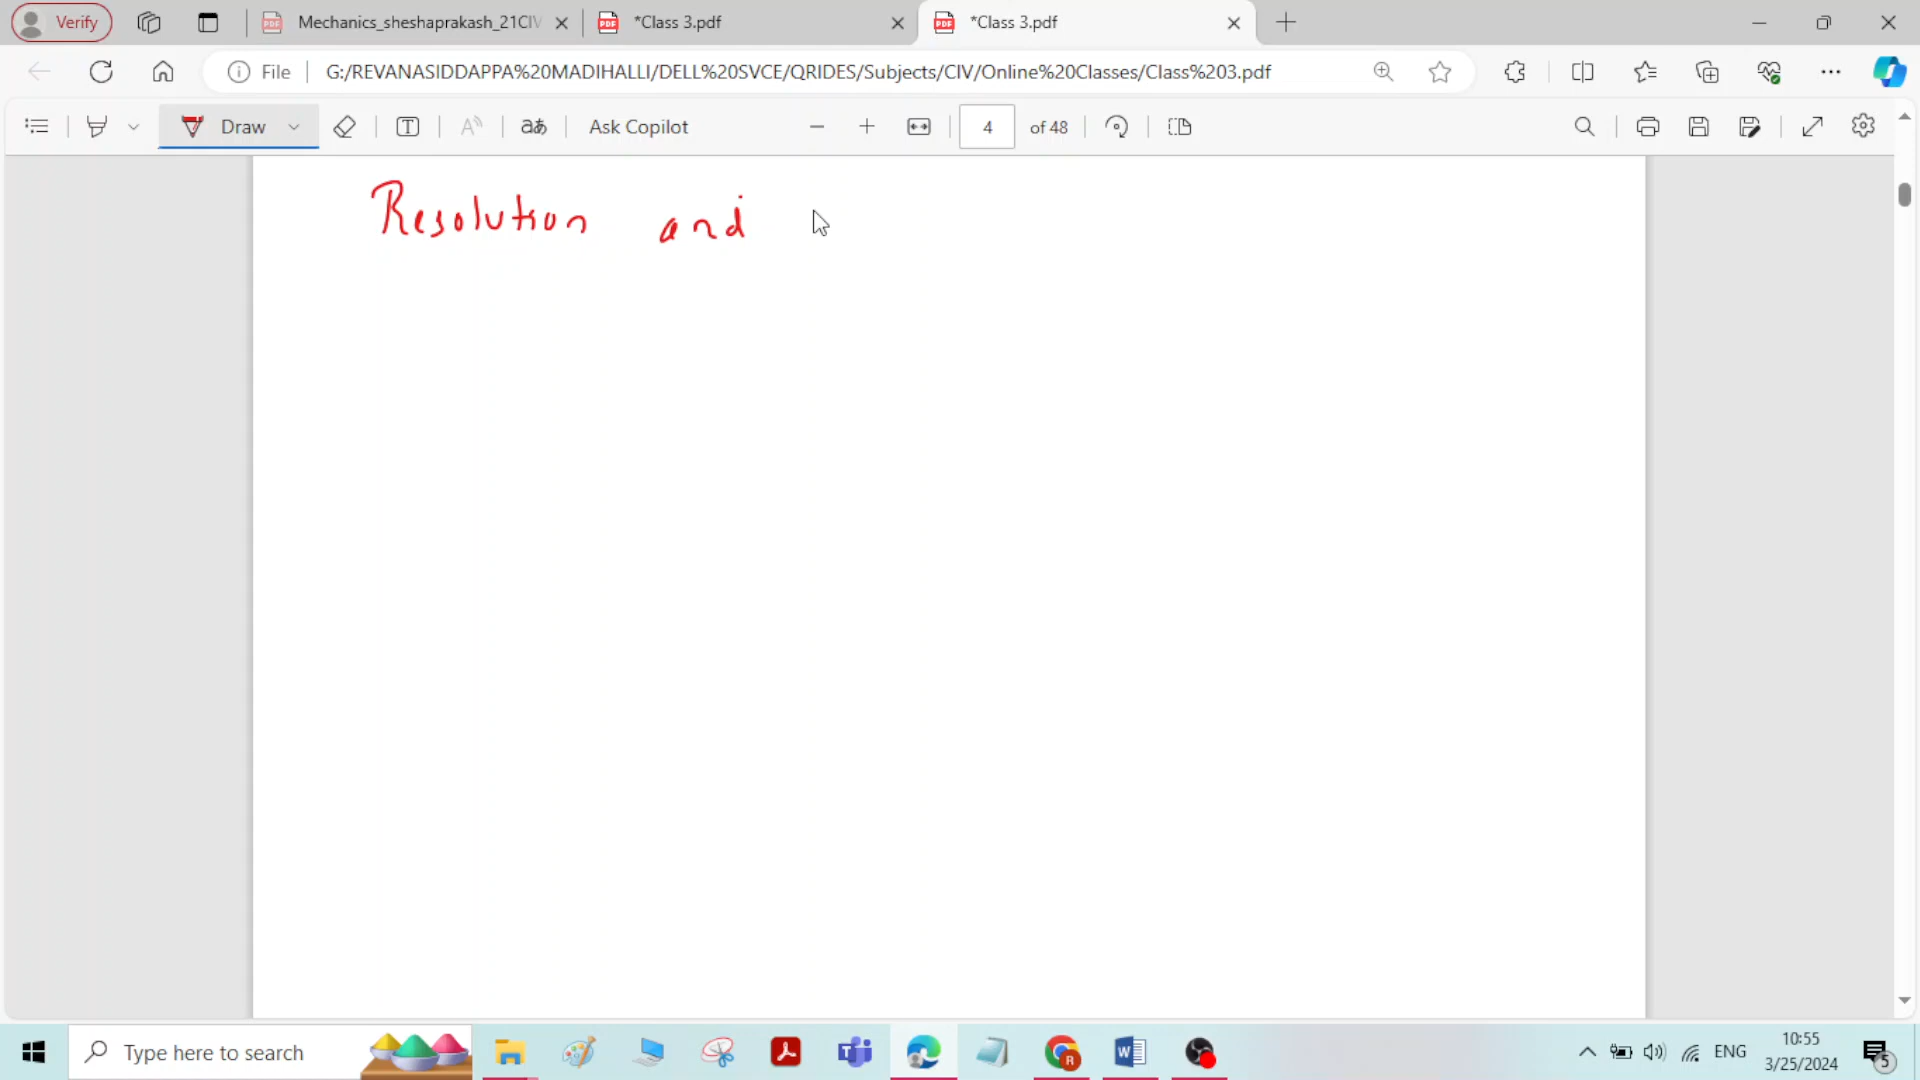 Verify
Mechanics_sheshaprakash_21CIV
*Class 3.pdf
*Class 3.pdf
File
G:/REVANASIDDAPPA%20MADIHALLI/DELL%20SVCE/QRIDES/Subjects/CIV/Online%20Classes/Class%203.pdf
Draw
Ask Copilot
4 of 48
Resolution and
Type here to search
ENG
10:55
3/25/2024
5